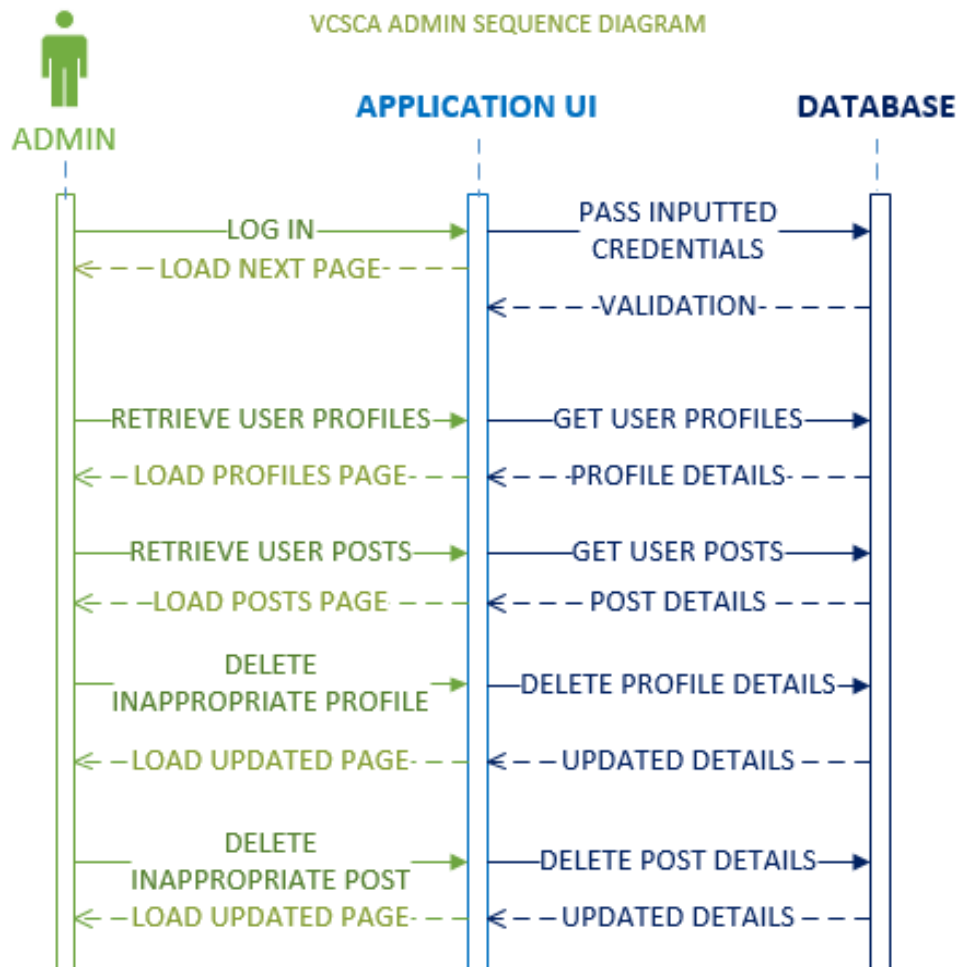 VCSCA ADMIN SEQUENCE DIAGRAM
ADMIN
APPLICATION UI
DATABASE
LOG IN
PASS INPUTTED
CREDENTIALS
LOAD NEXT PAGE
VALIDATION
RETRIEVE USER PROFILES
GET USER PROFILES
LOAD PROFILES PAGE
PROFILE DETAILS
RETRIEVE USER POSTS
GET USER POSTS
LOAD POSTS PAGE
POST DETAILS
DELETE
INAPPROPRIATE PROFILE
DELETE PROFILE DETAILS
LOAD UPDATED PAGE
UPDATED DETAILS
DELETE
INAPPROPRIATE POST
DELETE POST DETAILS
LOAD UPDATED PAGE
UPDATED DETAILS